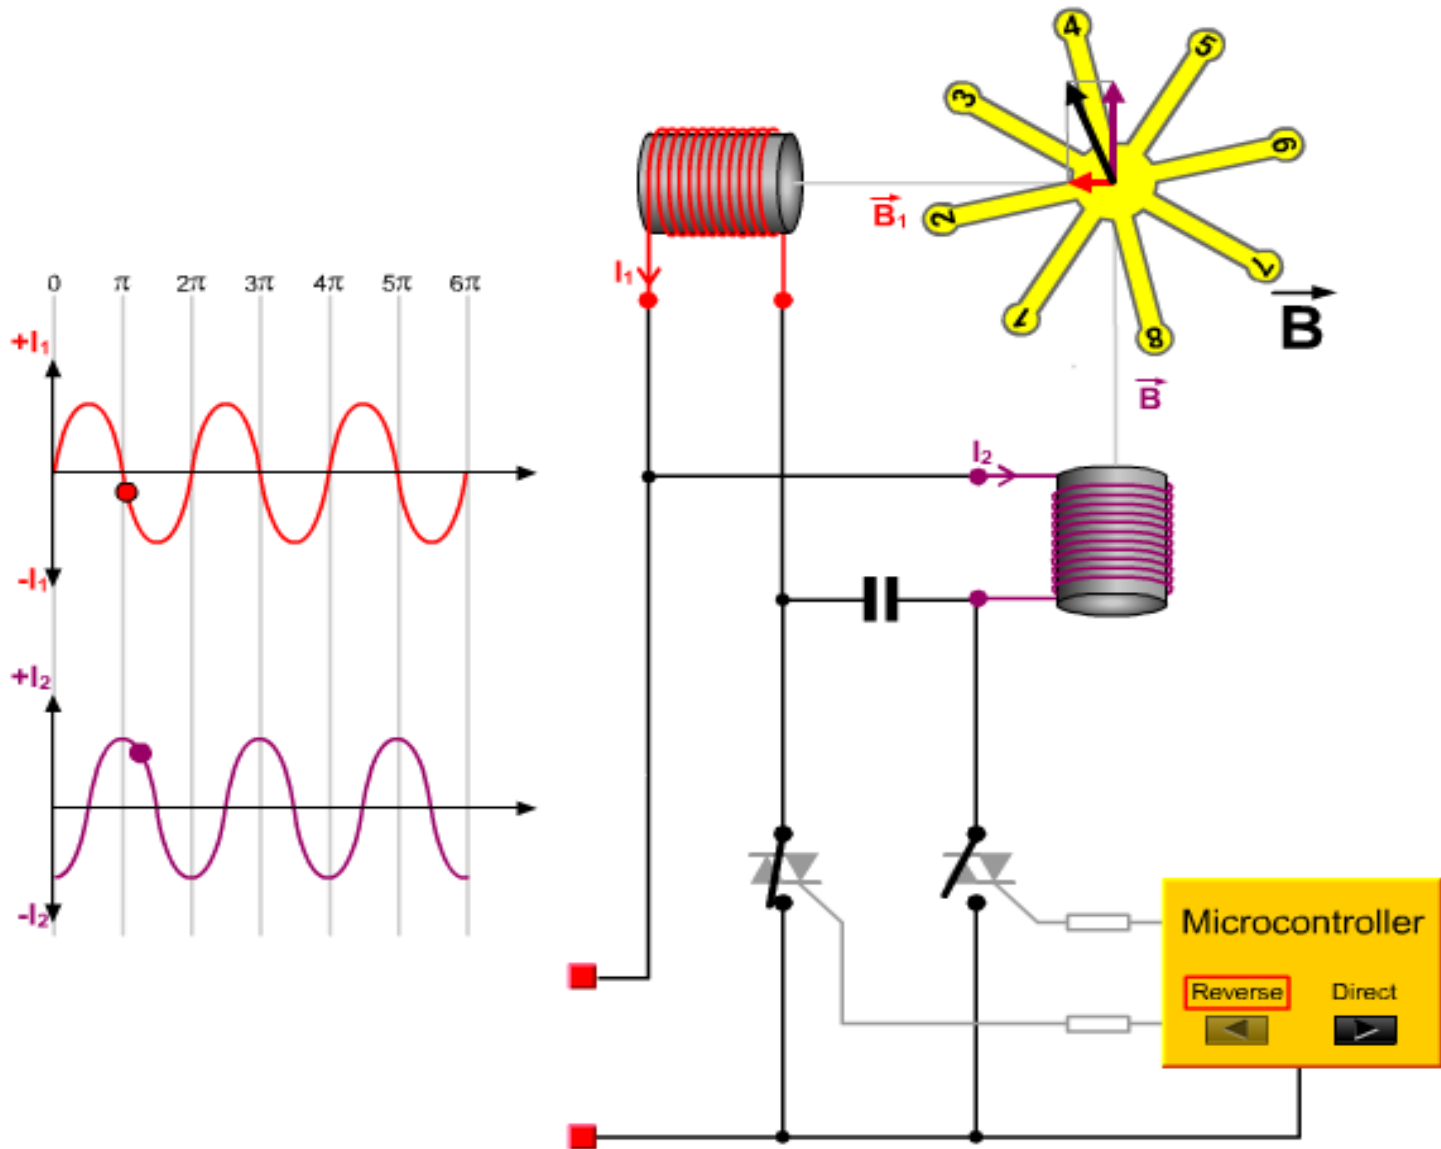 0 π 2π 3π 4π 5π 6π
+I₁
-I₁
+I₂
-I₂
I₁
B₁
4
5
3
6
2
7
1
8
B
B
I₂
Microcontroller
Reverse Direct